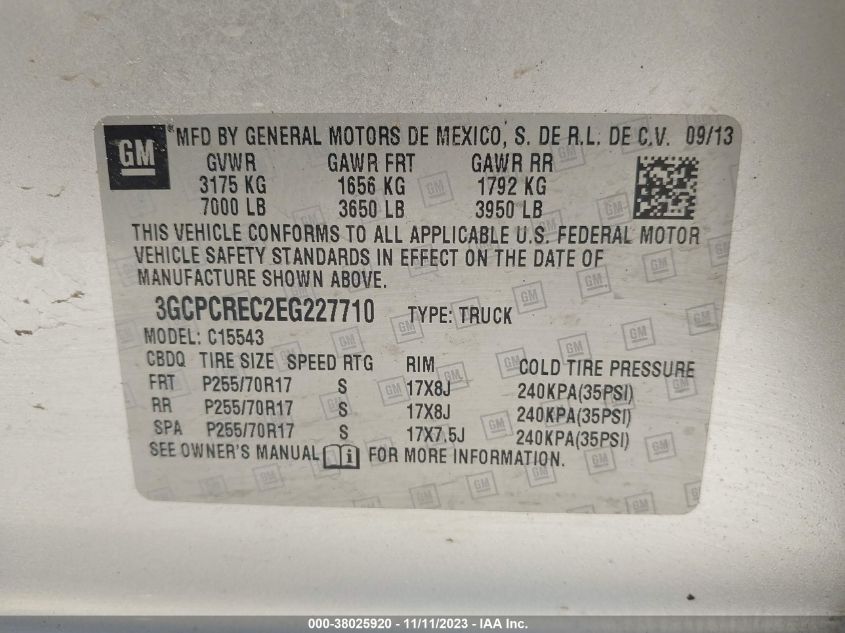 GM ®MFD BY GENERAL MOTORS DE MEXICO, S. DE R.L. DE C.V. 09/13
GVWR GAWR FRT GAWR RR
3175 KG 1656 KG 1792 KG
7000 LB 3650 LB 3950 LB
THIS VEHICLE CONFORMS TO ALL APPLICABLE U.S. FEDERAL MOTOR
VEHICLE SAFETY STANDARDS IN EFFECT ON THE DATE OF
MANUFACTURE SHOWN ABOVE.
3GCPCREC2EG227710 TYPE: TRUCK
MODEL: C15543
CBDQ TIRE SIZE SPEED RTG RIM COLD TIRE PRESSURE
FRT P255/70R17 S 17X8J 240KPA(35PSI)
RR P255/70R17 S 17X8J 240KPA(35PSI)
SPA P255/70R17 S 17X7.5J 240KPA(35PSI)
SEE OWNER'S MANUAL i FOR MORE INFORMATION.
000-38025920 - 11/11/2023 - IAA Inc.